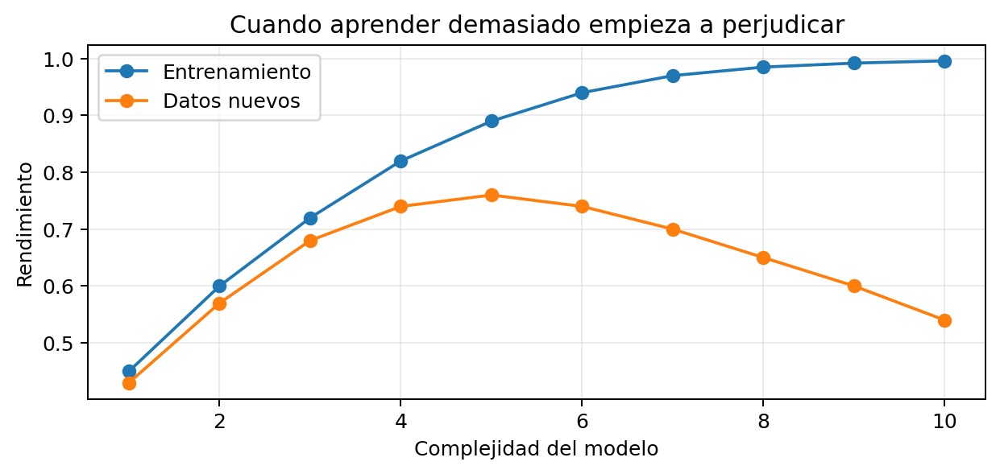 Cuando aprender demasiado empieza a perjudicar
Entrenamiento
Datos nuevos
Rendimiento
1.0
0.9
0.8
0.7
0.6
0.5
2 4 6 8 10
Complejidad del modelo